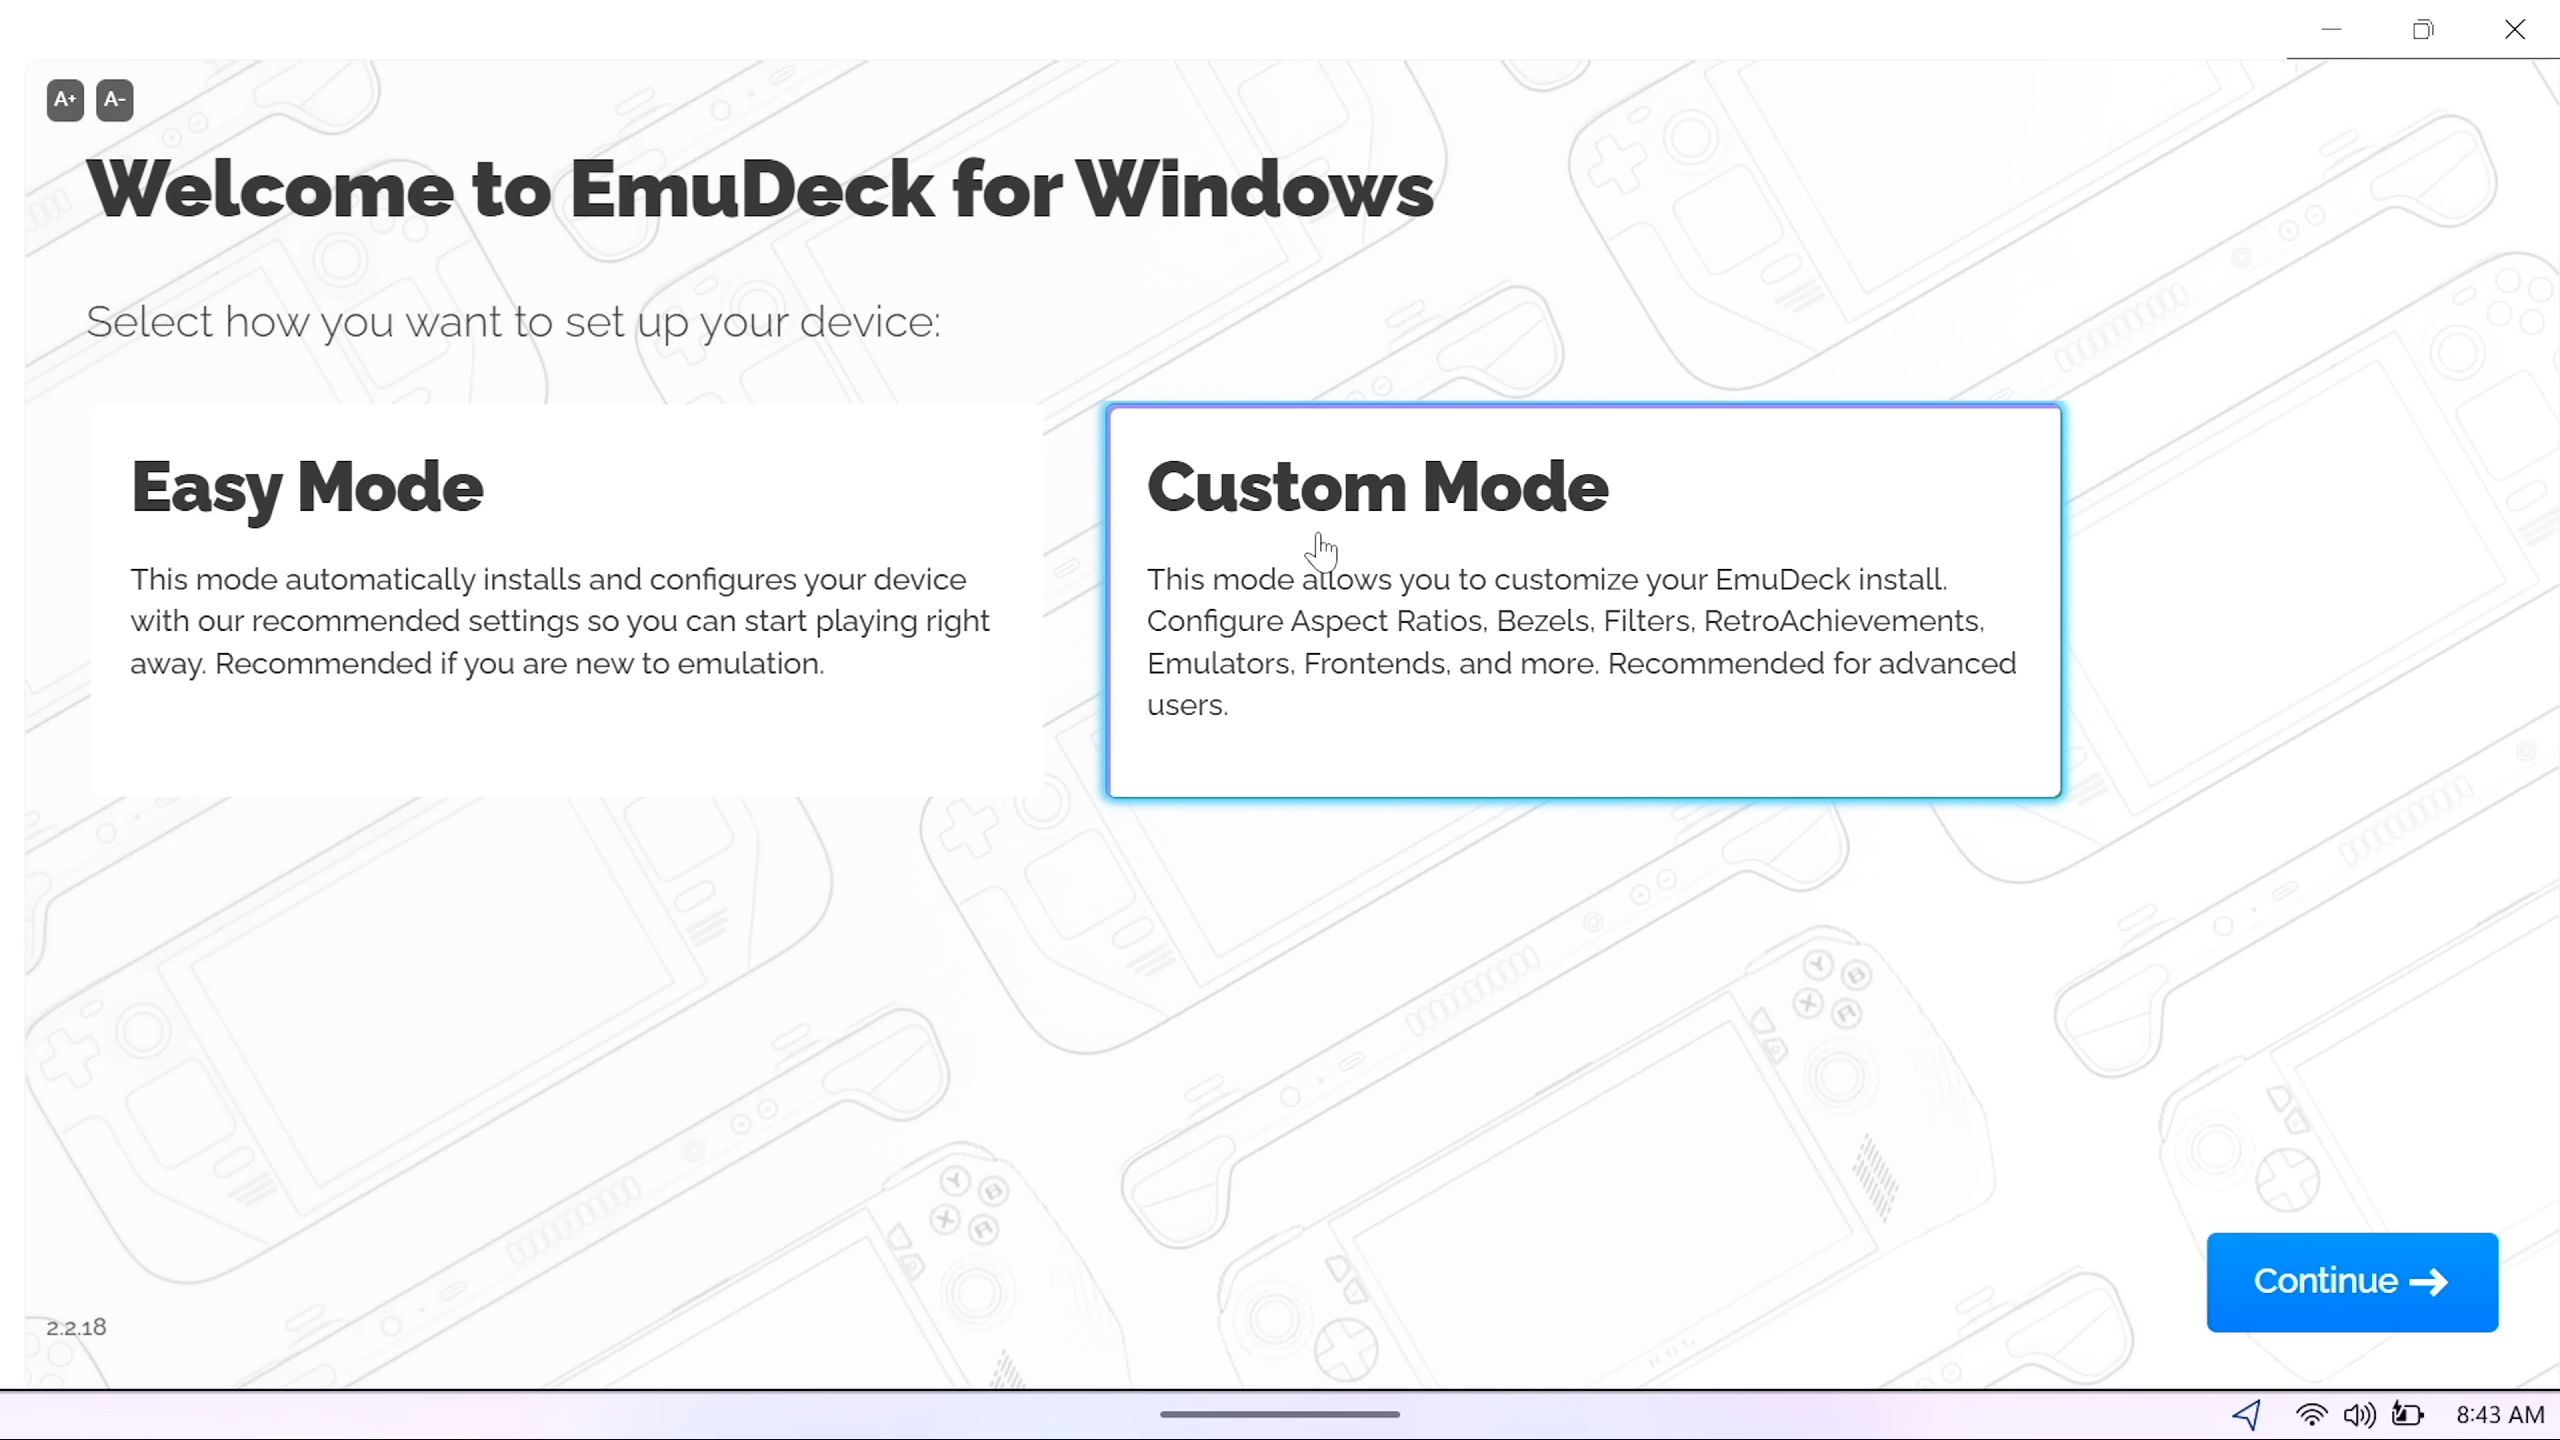 A+ A-
Welcome to EmuDeck for Windows
Select how you want to set up your device:
Easy Mode
This mode automatically installs and configures your device
with our recommended settings so you can start playing right
away. Recommended if you are new to emulation.
Custom Mode
This mode allows you to customize your EmuDeck install.
Configure Aspect Ratios, Bezels, Filters, RetroAchievements,
Emulators, Frontends, and more. Recommended for advanced
users.
Y B
X A
Y B
X A
Continue
2.2.18
8:43 AM